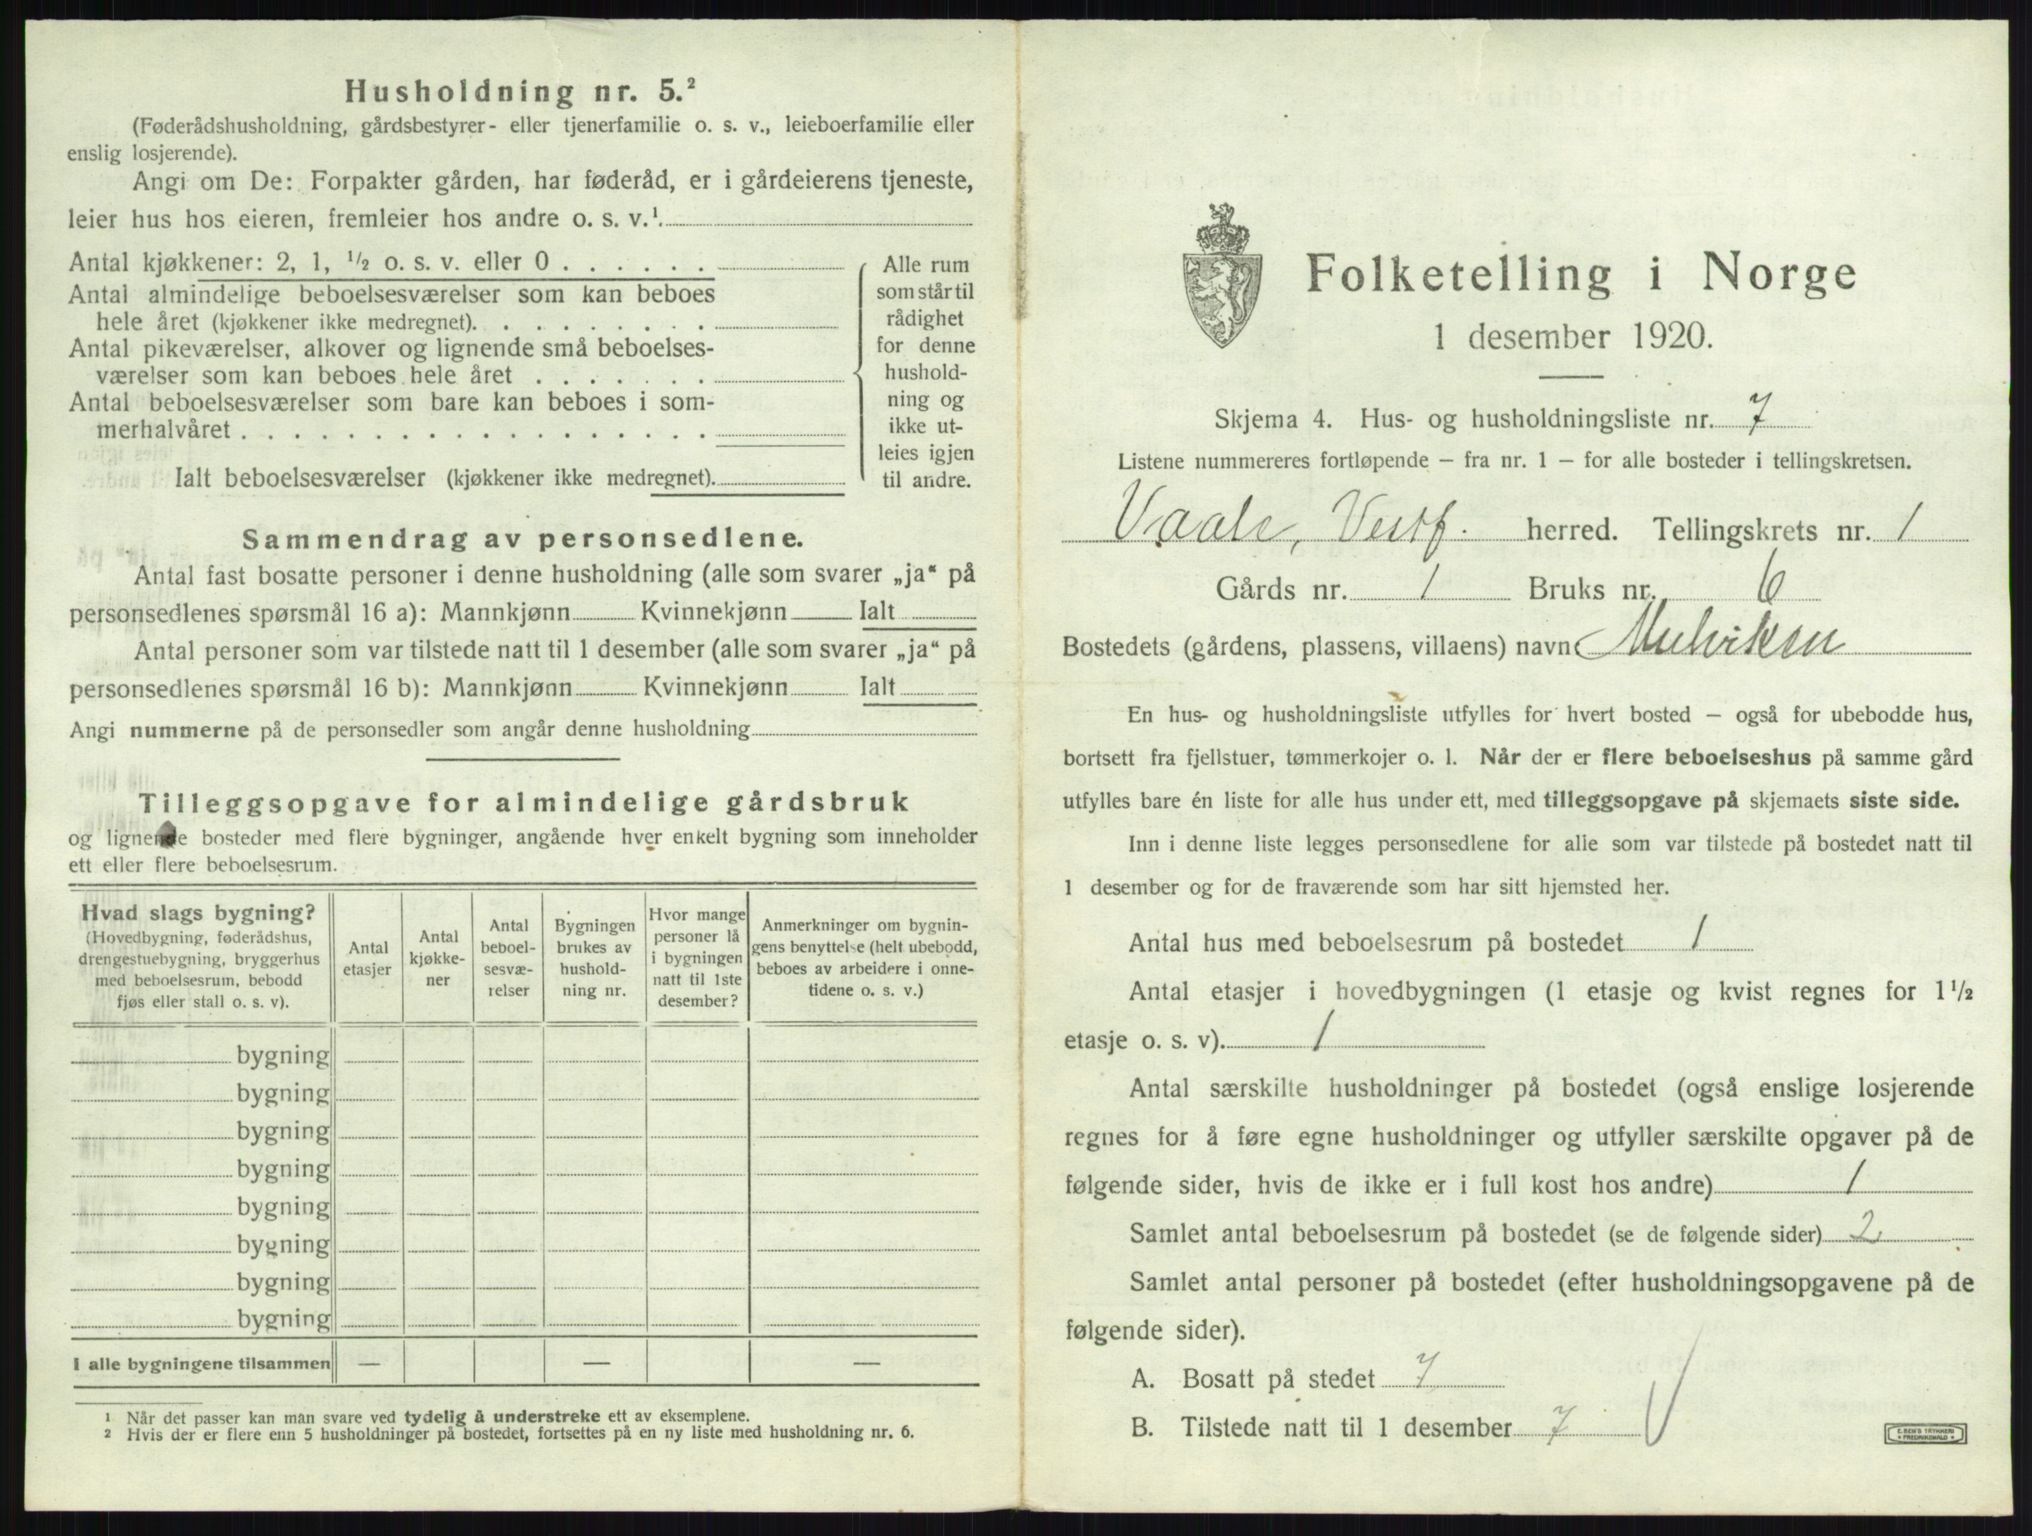 Husholdning nr. 5.²
(Føderådshusholdning, gårdsbestyrer- eller tjenerfamilie o. s. v., leieboerfamilie eller
enslig losjerende).
Angi om De: Forpakter gården, har føderåd, er i gårdeierens tjeneste,
leier hus hos eieren, fremleier hos andre o. s. v.¹.
Antal kjøkkener: 2, 1, ½ o. s. v. eller 0 . . . . . .
Antal almindelige beboelsesværelser som kan beboes
hele året (kjøkkener ikke medregnet). . . . . . . . .
Antal pikeværelser, alkover og lignende små beboelses-
værelser som kan beboes hele året . . . . . . .
Antal beboelsesværelser som bare kan beboes i som-
merhalvåret . . . . . . . . . . . . . . . . . .
Ialt beboelsesværelser (kjøkkener ikke medregnet).
Alle rum
som står til
rådighet
for denne
hushold-
ning og
ikke ut-
leies igjen
til andre.
Sammendrag av personsedlene.
Antal fast bosatte personer i denne husholdning (alle som svarer „ja“ på
personsedlenes spørsmål 16 a): Mannkjønn Kvinnekjønn Ialt
Antal personer som var tilstede natt til 1 desember (alle som svarer „ja“ på
personsedlenes spørsmål 16 b): Mannkjønn Kvinnekjønn Ialt
Angi nummerne på de personsedler som angår denne husholdning
Tilleggsopgave for almindelige gårdsbruk
og lignende bosteder med flere bygninger, angående hver enkelt bygning som inneholder
ett eller flere beboelsesrum.
Hvad slags bygning?
(Hovedbygning, føderådshus,
drengestuebygning, bryggerhus
med beboelsesrum, bebodd
fjøs eller stall o. s. v).
Antal
etasjer
Antal
kjøkke-
ner
Antal
beboel-
sesvæ-
relser
Bygningen
brukes av
hushold-
ning nr.
Hvor mange
personer lå
i bygningen
natt til 1ste
desember?
Anmerkninger om bygnin-
gens benyttelse (helt ubebodd,
beboes av arbeidere i onne-
tidene o. s. v.)
bygning
bygning
bygning
bygning
bygning
bygning
bygning
bygning
I alle bygningene tilsammen — — —
¹ Når det passer kan man svare ved tydelig å understreke ett av eksemplene.
² Hvis der er flere enn 5 husholdninger på bostedet, fortsettes på en ny liste med husholdning nr. 6.
Folketelling i Norge
1 desember 1920.
Skjema 4. Hus- og husholdningsliste nr. 7
Listene nummereres fortløpende – fra nr. 1 – for alle bosteder i tellingskretsen.
Vaale, Vestf. herred. Tellingskrets nr. 1
Gårds nr. 1 Bruks nr. 6
Bostedets (gårdens, plassens, villaens) navn Mulviken
En hus- og husholdningsliste utfylles for hvert bosted – også for ubebodde hus,
bortsett fra fjellstuer, tømmerkojer o. l. Når der er flere beboelseshus på samme gård
utfylles bare én liste for alle hus under ett, med tilleggsopgave på skjemaets siste side.
Inn i denne liste legges personsedlene for alle som var tilstede på bostedet natt til
1 desember og for de fraværende som har sitt hjemsted her.
Antal hus med beboelsesrum på bostedet 1
Antal etasjer i hovedbygningen (1 etasje og kvist regnes for 1½
etasje o. s. v). 1
Antal særskilte husholdninger på bostedet (også enslige losjerende
regnes for å føre egne husholdninger og utfyller særskilte opgaver på de
følgende sider, hvis de ikke er i full kost hos andre) 1
Samlet antal beboelsesrum på bostedet (se de følgende sider) 2
Samlet antal personer på bostedet (efter husholdningsopgavene på de
følgende sider).
A. Bosatt på stedet 7
B. Tilstede natt til 1 desember 7
E. SEM'S TRYKKERI
FREDRIKSHALD